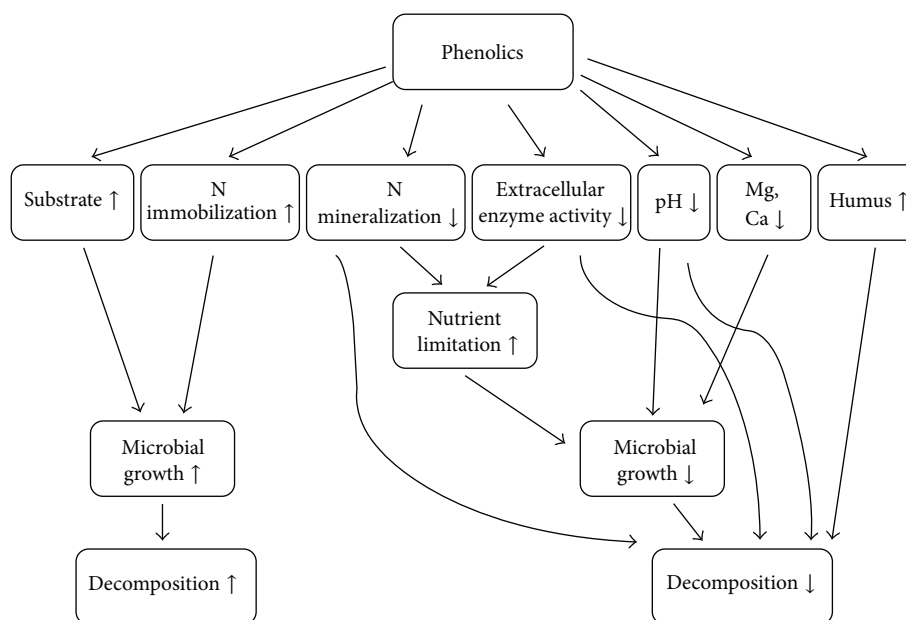 Phenolics
Substrate ↑
N
immobilization ↑
N
mineralization ↓
Extracellular
enzyme activity ↓
pH ↓
Mg,
Ca ↓
Humus ↑
Nutrient
limitation ↑
Microbial
growth ↑
Microbial
growth ↓
Decomposition ↑
Decomposition ↓